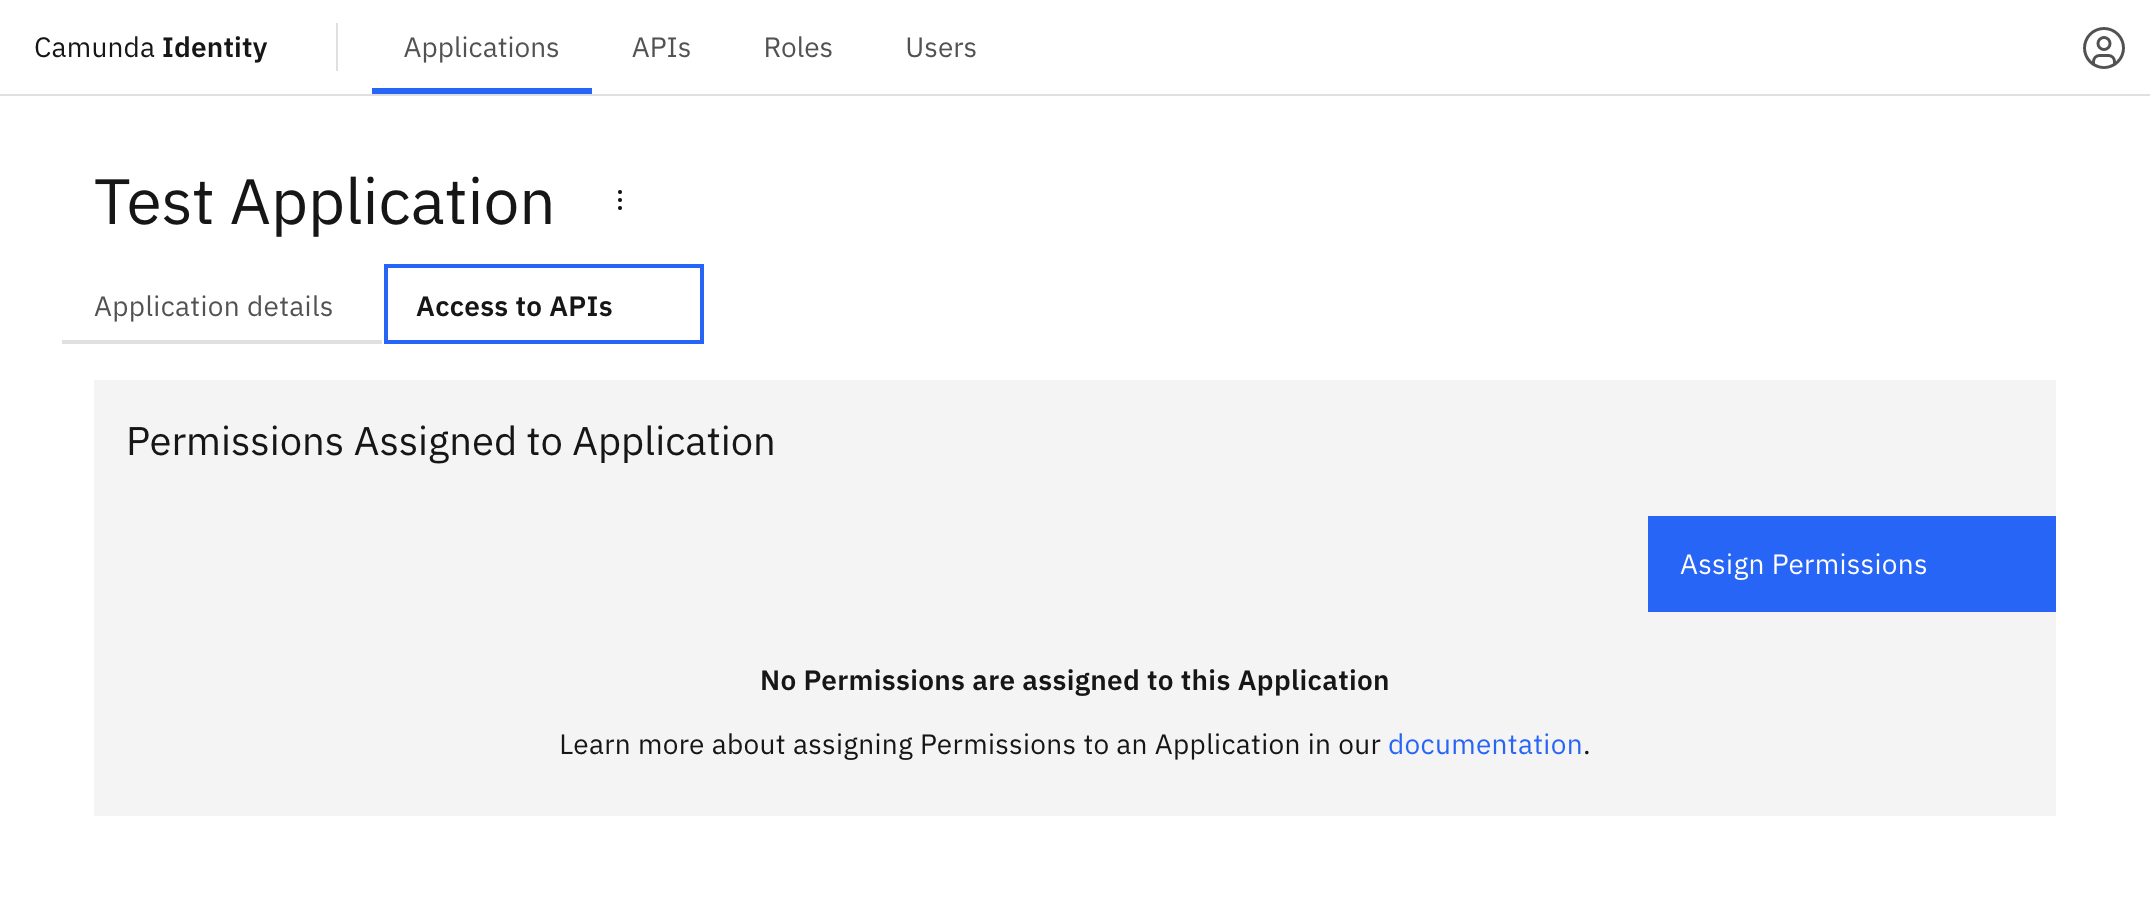 Camunda Identity
Applications
APIs
Roles
Users
Test Application
Application details
Access to APIs
Permissions Assigned to Application
Assign Permissions
No Permissions are assigned to this Application
Learn more about assigning Permissions to an Application in our documentation.